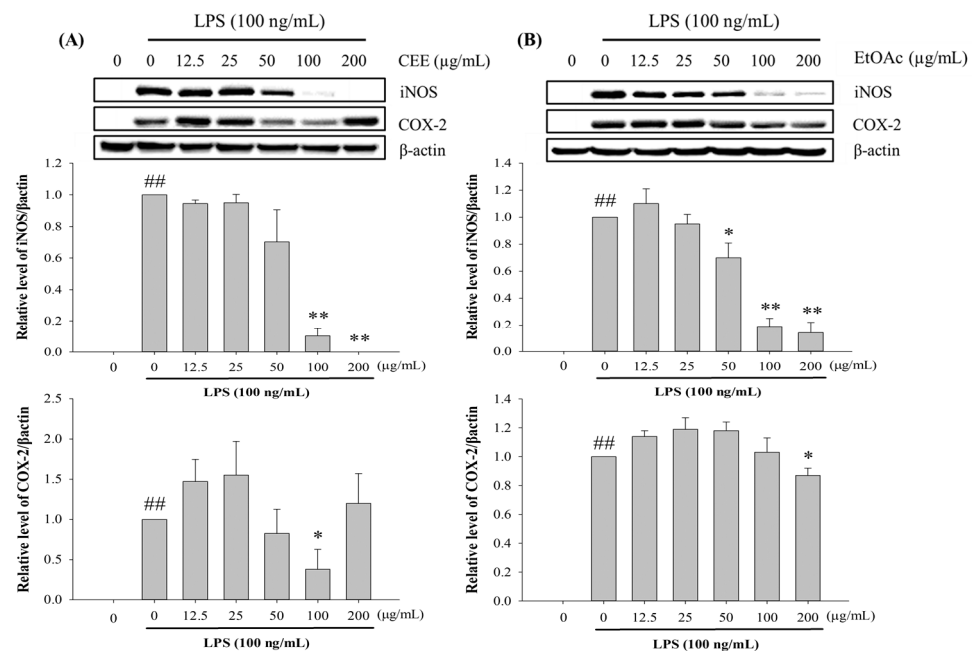 (A)
LPS (100 ng/mL)
0 0 12.5 25 50 100 200 CEE (μg/mL)
iNOS
COX-2
β-actin
Relative level of iNOS/βactin
1.2
1.0
0.8
0.6
0.4
0.2
0.0
##
**
**
0 0 12.5 25 50 100 200 (μg/mL)
LPS (100 ng/mL)
Relative level of COX-2/βactin
2.5
2.0
1.5
1.0
0.5
0.0
##
*
0 0 12.5 25 50 100 200 (μg/mL)
LPS (100 ng/mL)
(B)
LPS (100 ng/mL)
0 0 12.5 25 50 100 200 EtOAc (μg/mL)
iNOS
COX-2
β-actin
Relative level of iNOS/βactin
1.4
1.2
1.0
0.8
0.6
0.4
0.2
0.0
##
*
**
**
0 0 12.5 25 50 100 200 (μg/mL)
LPS (100 ng/mL)
Relative level of COX-2/βactin
1.4
1.2
1.0
0.8
0.6
0.4
0.2
0.0
##
*
0 0 12.5 25 50 100 200 (μg/mL)
LPS (100 ng/mL)